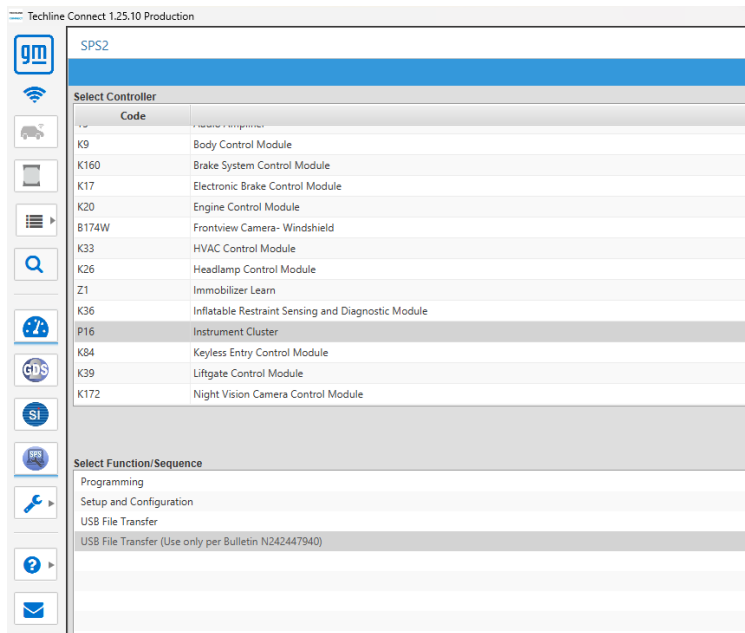 Techline Connect 1.25.10 Production
gm
SPS2
Select Controller
Code
K9 Body Control Module
K160 Brake System Control Module
K17 Electronic Brake Control Module
K20 Engine Control Module
B174W Frontview Camera- Windshield
K33 HVAC Control Module
K26 Headlamp Control Module
Z1 Immobilizer Learn
K36 Inflatable Restraint Sensing and Diagnostic Module
P16 Instrument Cluster
K84 Keyless Entry Control Module
K39 Liftgate Control Module
K172 Night Vision Camera Control Module
GDS
SI
SPS
Select Function/Sequence
Programming
Setup and Configuration
USB File Transfer
USB File Transfer (Use only per Bulletin N242447940)